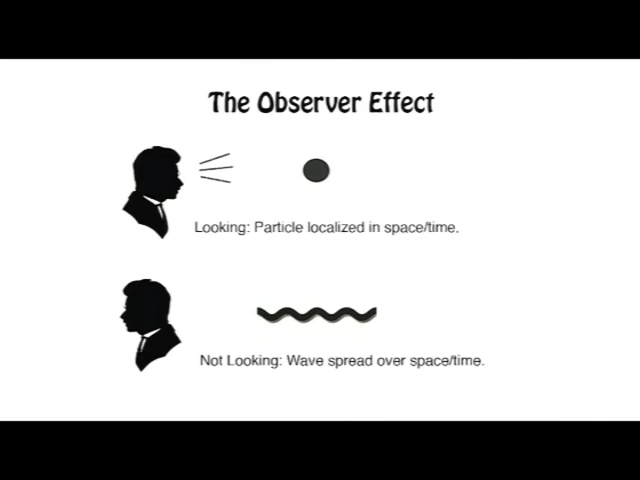 The Observer Effect
Looking: Particle localized in space/time.
Not Looking: Wave spread over space/time.